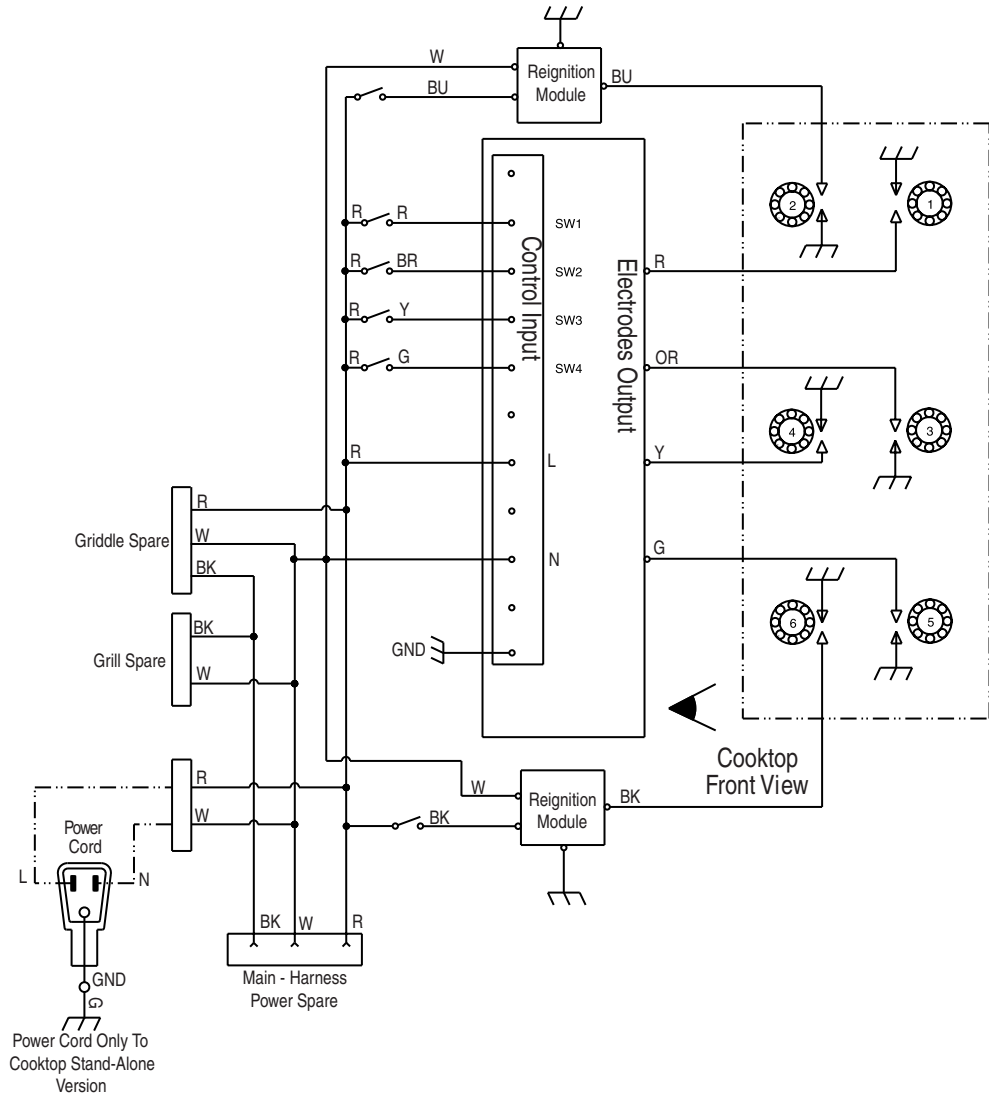 W
Reignition
Module
BU
BU
2
1
R R
SW1
R BR
SW2
R
R Y
SW3
R G
SW4
OR
Control Input
Electrodes Output
4
3
R
L
Y
R
Griddle Spare
W
BK
N
G
6
5
BK
Grill Spare
W
GND
Cooktop
Front View
R
W
W
Reignition
Module
BK
BK
Power
Cord
L
N
BK W R
Main - Harness
Power Spare
GND
G
Power Cord Only To
Cooktop Stand-Alone
Version